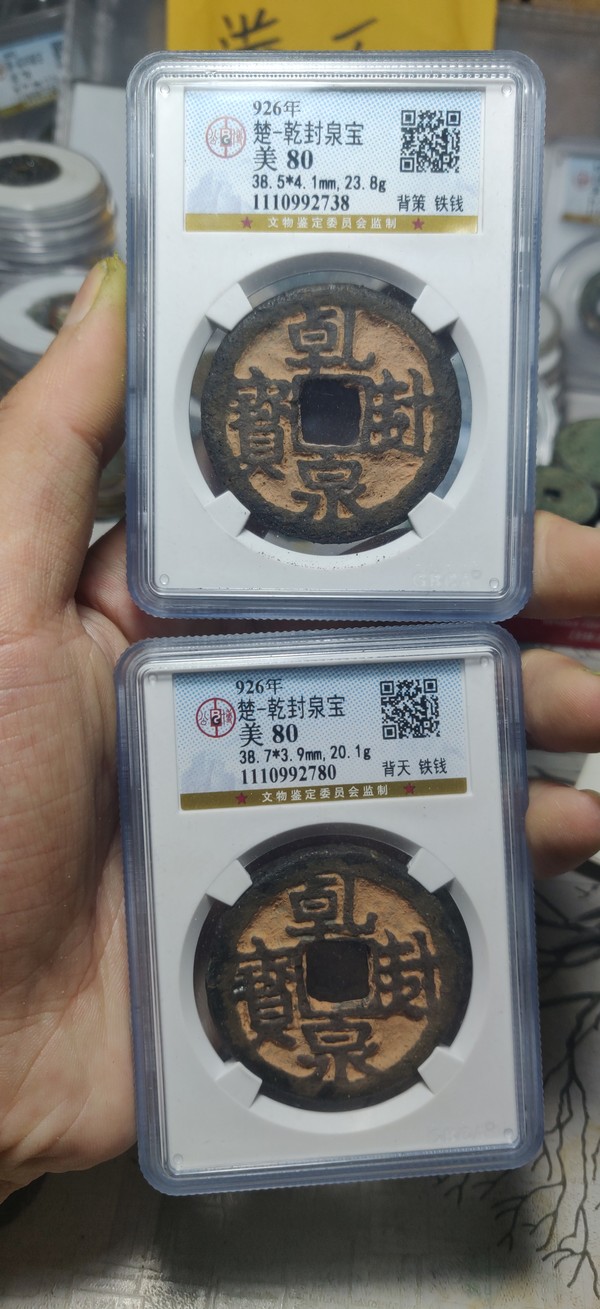 926年
楚-乾封泉宝
美 80
38.5*4.1mm,23.8g
1110992738 背策 铁钱
★ 文物鉴定委员会监制 ★
乾
寶 封
泉
926年
楚-乾封泉宝
美 80
38.7*3.9mm,20.1g
1110992780 背天 铁钱
★ 文物鉴定委员会监制 ★
乾
寶 封
泉